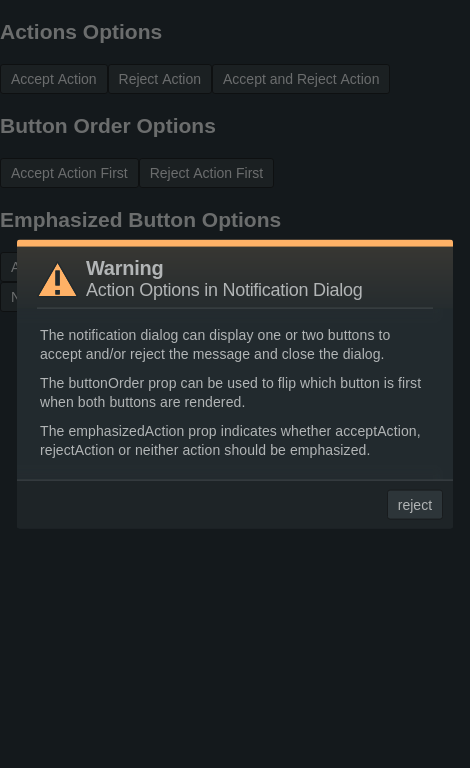 Actions Options
Accept Action Reject Action Accept and Reject Action
Button Order Options
Accept Action First Reject Action First
Emphasized Button Options
Warning
Action Options in Notification Dialog
The notification dialog can display one or two buttons to
accept and/or reject the message and close the dialog.
The buttonOrder prop can be used to flip which button is first
when both buttons are rendered.
The emphasizedAction prop indicates whether acceptAction,
rejectAction or neither action should be emphasized.
reject